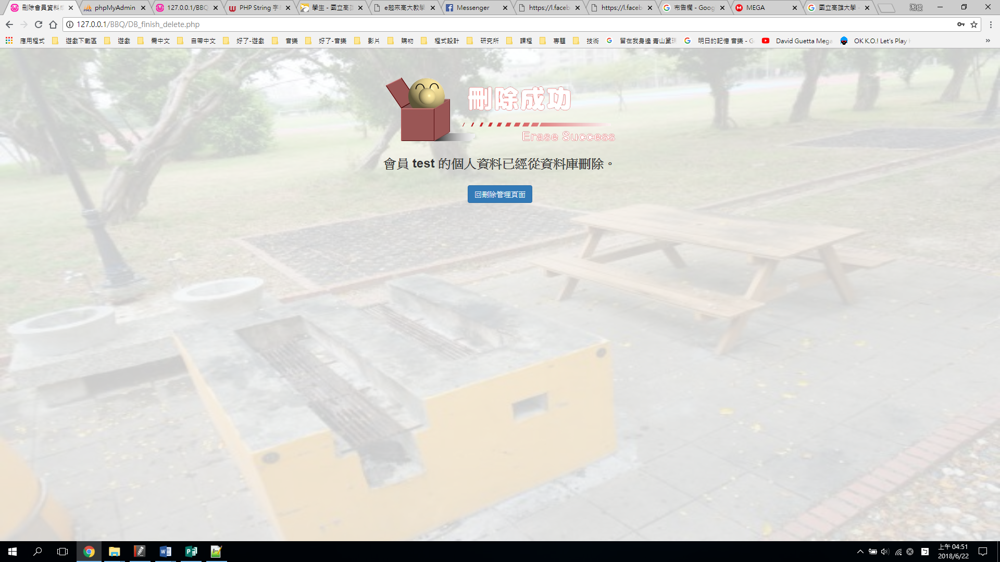 刪除會員資料成
phpMyAdmin
127.0.0.1/BBQ
PHP String 字
學生 - 國立高雄
e起來高大教學
Messenger
https://l.faceb
https://l.faceb
布告欄 - Goog
MEGA
國立高雄大學 -
湘俊
127.0.0.1/BBQ/DB_finish_delete.php
應用程式
遊戲下載區
遊戲
需中文
自帶中文
好了-遊戲
音樂
好了-音樂
影片
購物
程式設計
研究所
課程
專題
技術
留在我身邊 青山黛瑪
明日的記憶 音樂 - G
David Guetta Mega
OK K.O.! Let's Play
»
刪除成功
Erase Success
會員 test 的個人資料已經從資料庫刪除。
回刪除管理頁面
上午 04:51
2018/6/22